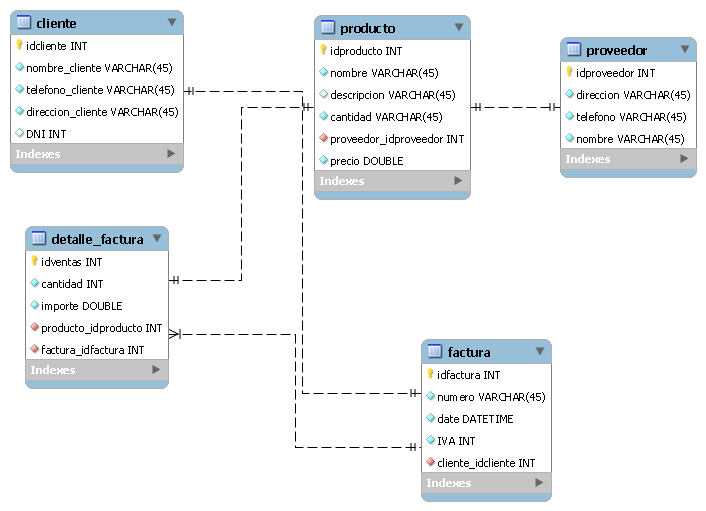 cliente
idcliente INT
nombre_cliente VARCHAR(45)
telefono_cliente VARCHAR(45)
direccion_cliente VARCHAR(45)
DNI INT
Indexes
producto
idproducto INT
nombre VARCHAR(45)
descripcion VARCHAR(45)
cantidad VARCHAR(45)
proveedor_idproveedor INT
precio DOUBLE
Indexes
proveedor
idproveedor INT
direccion VARCHAR(45)
telefono VARCHAR(45)
nombre VARCHAR(45)
Indexes
detalle_factura
idventas INT
cantidad INT
importe DOUBLE
producto_idproducto INT
factura_idfactura INT
Indexes
factura
idfactura INT
numero VARCHAR(45)
date DATETIME
IVA INT
cliente_idcliente INT
Indexes